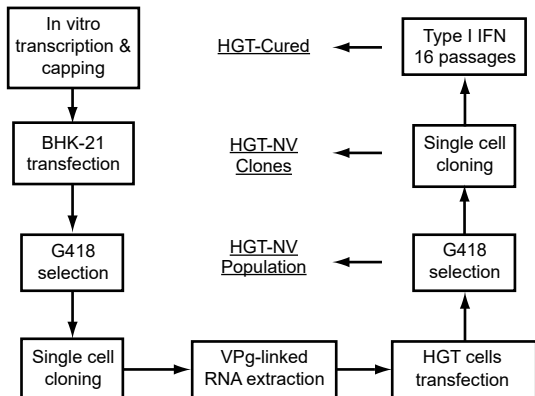 In vitro
transcription &
capping
BHK-21
transfection
G418
selection
Single cell
cloning
VPg-linked
RNA extraction
HGT cells
transfection
G418
selection
HGT-NV
Population
Single cell
cloning
HGT-NV
Clones
Type I IFN
16 passages
HGT-Cured